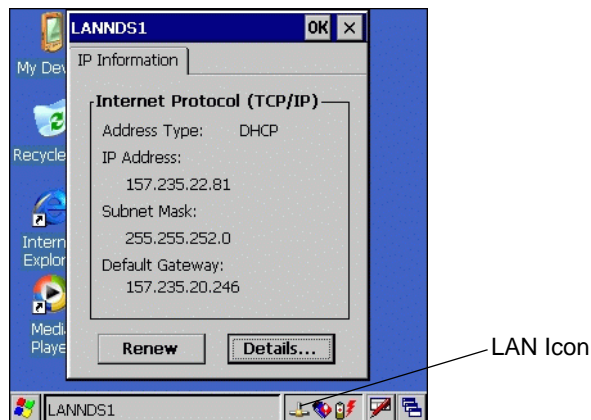 LANNDS1
OK
My Dev
IP Information
Internet Protocol (TCP/IP)
Address Type: DHCP
IP Address:
157.235.22.81
Subnet Mask:
255.255.252.0
Default Gateway:
157.235.20.246
Recycle
Intern
Explor
Medi
Playe
Renew
Details...
LAN Icon
LANNDS1